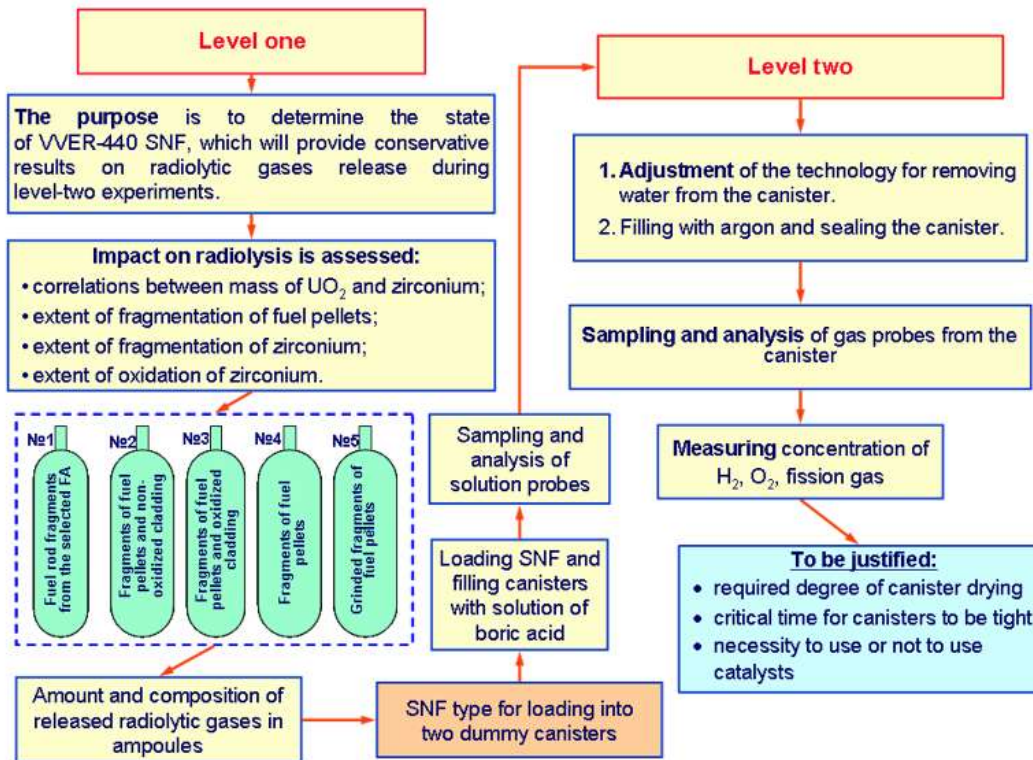 Level one
The purpose is to determine the state
of VVER-440 SNF, which will provide conservative
results on radiolytic gases release during
level-two experiments.
Impact on radiolysis is assessed:
• correlations between mass of UO₂ and zirconium;
• extent of fragmentation of fuel pellets;
• extent of fragmentation of zirconium;
• extent of oxidation of zirconium.
№1
Fuel rod fragments
from the selected FA
№2
Fragments of fuel
pellets and non-
oxidized cladding
№3
Fragments of fuel
pellets and oxidized
cladding
№4
Fragments of fuel
pellets
№5
Grinded fragments of
fuel pellets
Amount and composition of
released radiolytic gases in
ampoules
SNF type for loading into
two dummy canisters
Loading SNF and
filling canisters
with solution of
boric acid
Sampling and
analysis of
solution probes
Level two
1. Adjustment of the technology for removing
water from the canister.
2. Filling with argon and sealing the canister.
Sampling and analysis of gas probes from the
canister
Measuring concentration of
H₂, O₂, fission gas
To be justified:
• required degree of canister drying
• critical time for canisters to be tight
• necessity to use or not to use
catalysts